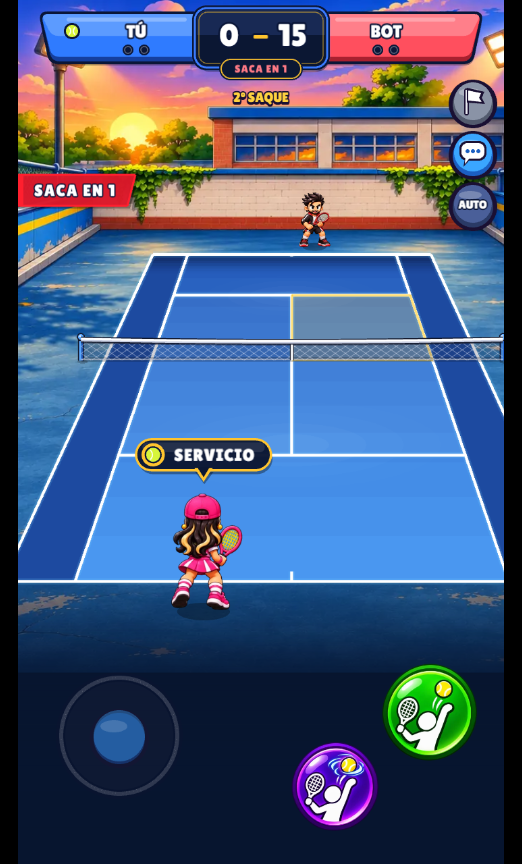 TÚ
0 – 15
BOT
SACA EN 1
2º SAQUE
SACA EN 1
AUTO
SERVICIO